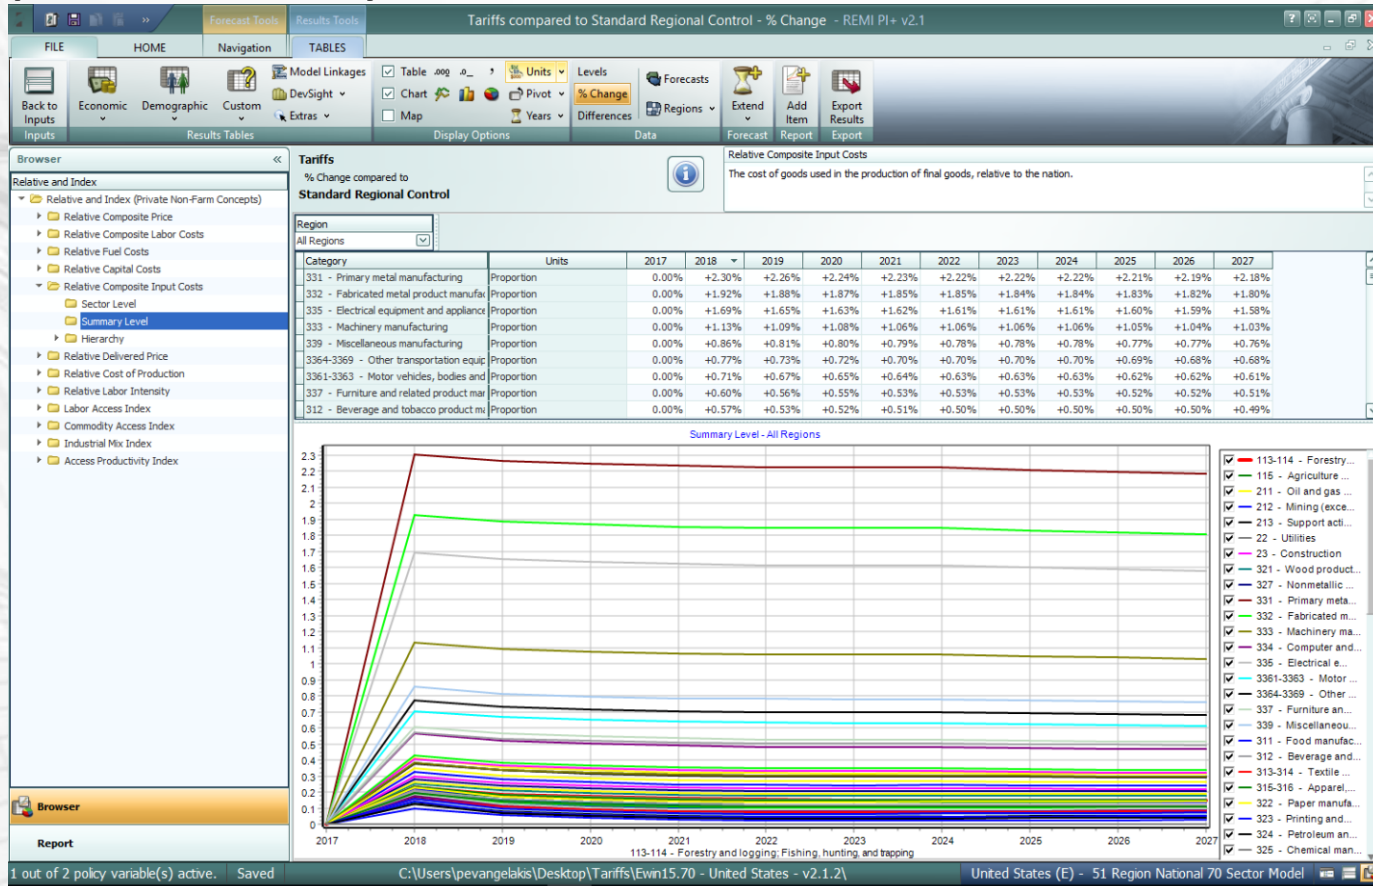 Forecast Tools
Results Tools
Tariffs compared to Standard Regional Control - % Change - REMI PI+ v2.1
FILE
HOME
Navigation
TABLES
Back to Inputs
Economic
Demographic
Custom
Model Linkages
DevSight
Extras
Table
Chart
Map
Units
Pivot
Years
Levels
% Change
Differences
Forecasts
Regions
Extend
Add Item
Export Results
Inputs
Results Tables
Display Options
Data
Forecast
Report
Export
Browser
Relative and Index
Relative and Index (Private Non-Farm Concepts)
Relative Composite Price
Relative Composite Labor Costs
Relative Fuel Costs
Relative Capital Costs
Relative Composite Input Costs
Sector Level
Summary Level
Hierarchy
Relative Delivered Price
Relative Cost of Production
Relative Labor Intensity
Labor Access Index
Commodity Access Index
Industrial Mix Index
Access Productivity Index
Browser
Report
Tariffs
% Change compared to
Standard Regional Control
Relative Composite Input Costs
The cost of goods used in the production of final goods, relative to the nation.
Region
All Regions
Category Units 2017 2018 2019 2020 2021 2022 2023 2024 2025 2026 2027
331 - Primary metal manufacturing Proportion 0.00% +2.30% +2.26% +2.24% +2.23% +2.22% +2.22% +2.22% +2.21% +2.19% +2.18%
332 - Fabricated metal product manufac Proportion 0.00% +1.92% +1.88% +1.87% +1.85% +1.85% +1.84% +1.84% +1.83% +1.82% +1.80%
335 - Electrical equipment and appliance Proportion 0.00% +1.69% +1.65% +1.63% +1.62% +1.61% +1.61% +1.61% +1.60% +1.59% +1.58%
333 - Machinery manufacturing Proportion 0.00% +1.13% +1.09% +1.08% +1.06% +1.06% +1.06% +1.06% +1.05% +1.04% +1.03%
339 - Miscellaneous manufacturing Proportion 0.00% +0.86% +0.81% +0.80% +0.79% +0.78% +0.78% +0.78% +0.77% +0.77% +0.76%
3364-3369 - Other transportation equip Proportion 0.00% +0.77% +0.73% +0.72% +0.70% +0.70% +0.70% +0.70% +0.69% +0.68% +0.68%
3361-3363 - Motor vehicles, bodies and Proportion 0.00% +0.71% +0.67% +0.65% +0.64% +0.63% +0.63% +0.63% +0.62% +0.62% +0.61%
337 - Furniture and related product mar Proportion 0.00% +0.60% +0.56% +0.55% +0.53% +0.53% +0.53% +0.53% +0.52% +0.52% +0.51%
312 - Beverage and tobacco product ma Proportion 0.00% +0.57% +0.53% +0.52% +0.51% +0.50% +0.50% +0.50% +0.50% +0.50% +0.49%
Summary Level - All Regions
2.3
2.2
2.1
2
1.9
1.8
1.7
1.6
1.5
1.4
1.3
1.2
1.1
1
0.9
0.8
0.7
0.6
0.5
0.4
0.3
0.2
0.1
0
2017 2018 2019 2020 2021 2022 2023 2024 2025 2026 2027
113-114 - Forestry and logging; Fishing, hunting, and trapping
113-114 - Forestry...
115 - Agriculture ...
211 - Oil and gas ...
212 - Mining (exce...
213 - Support acti...
22 - Utilities
23 - Construction
321 - Wood product...
327 - Nonmetallic ...
331 - Primary meta...
332 - Fabricated m...
333 - Machinery ma...
334 - Computer and...
335 - Electrical e...
3361-3363 - Motor ...
3364-3369 - Other ...
337 - Furniture an...
339 - Miscellaneou...
311 - Food manufac...
312 - Beverage and...
313-314 - Textile ...
315-316 - Apparel,...
322 - Paper manufa...
323 - Printing and...
324 - Petroleum an...
325 - Chemical man...
1 out of 2 policy variable(s) active.
Saved
C:\Users\pevangelakis\Desktop\Tariffs\Ewin15.70 - United States - v2.1.2\
United States (E) - 51 Region National 70 Sector Model